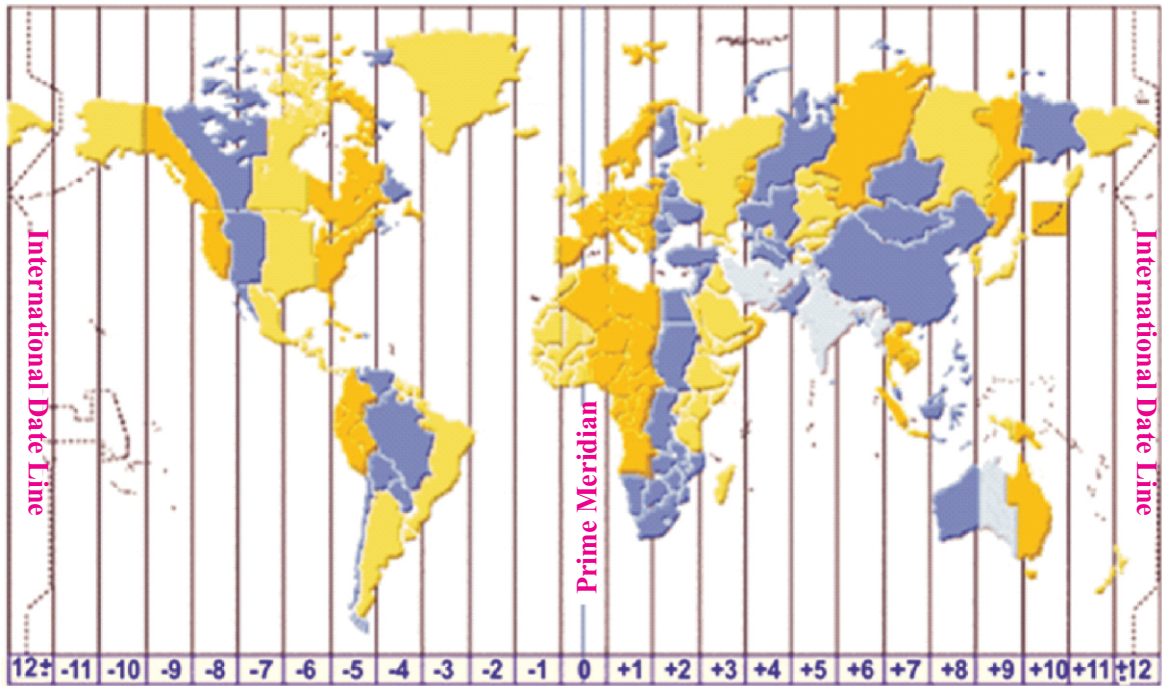 International Date Line
Prime Meridian
International Date Line
12± -11 -10 -9 -8 -7 -6 -5 -4 -3 -2 -1 0 +1 +2 +3 +4 +5 +6 +7 +8 +9 +10 +11 ±12